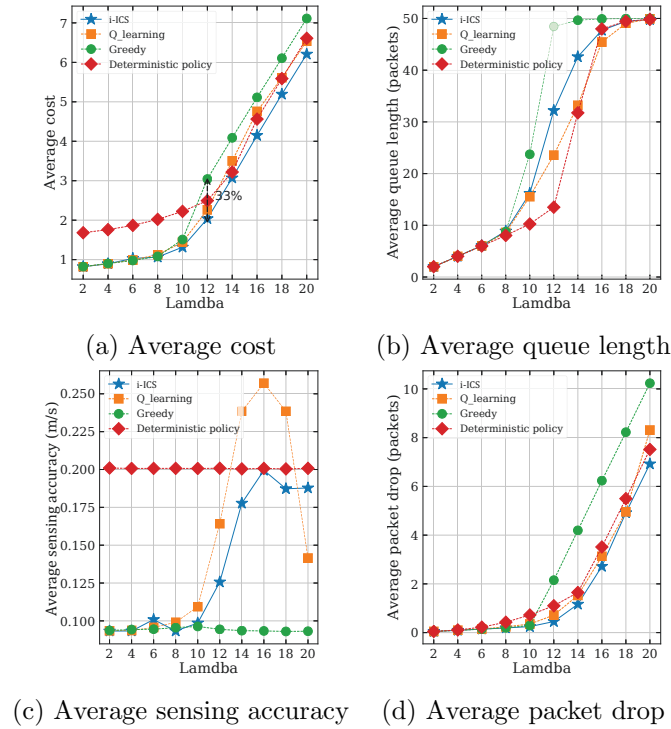 i-ICS
Q_learning
Greedy
Deterministic policy
7
6
5
4
3
2
1
Average cost
33%
2 4 6 8 10 12 14 16 18 20
Lamdba
(a) Average cost
i-ICS
Q_learning
Greedy
Deterministic policy
50
40
30
20
10
0
Average queue length (packets)
2 4 6 8 10 12 14 16 18 20
Lamdba
(b) Average queue length
i-ICS
Q_learning
Greedy
Deterministic policy
0.250
0.225
0.200
0.175
0.150
0.125
0.100
Average sensing accuracy (m/s)
2 4 6 8 10 12 14 16 18 20
Lamdba
(c) Average sensing accuracy
i-ICS
Q_learning
Greedy
Deterministic policy
10
8
6
4
2
0
Average packet drop (packets)
2 4 6 8 10 12 14 16 18 20
Lamdba
(d) Average packet drop